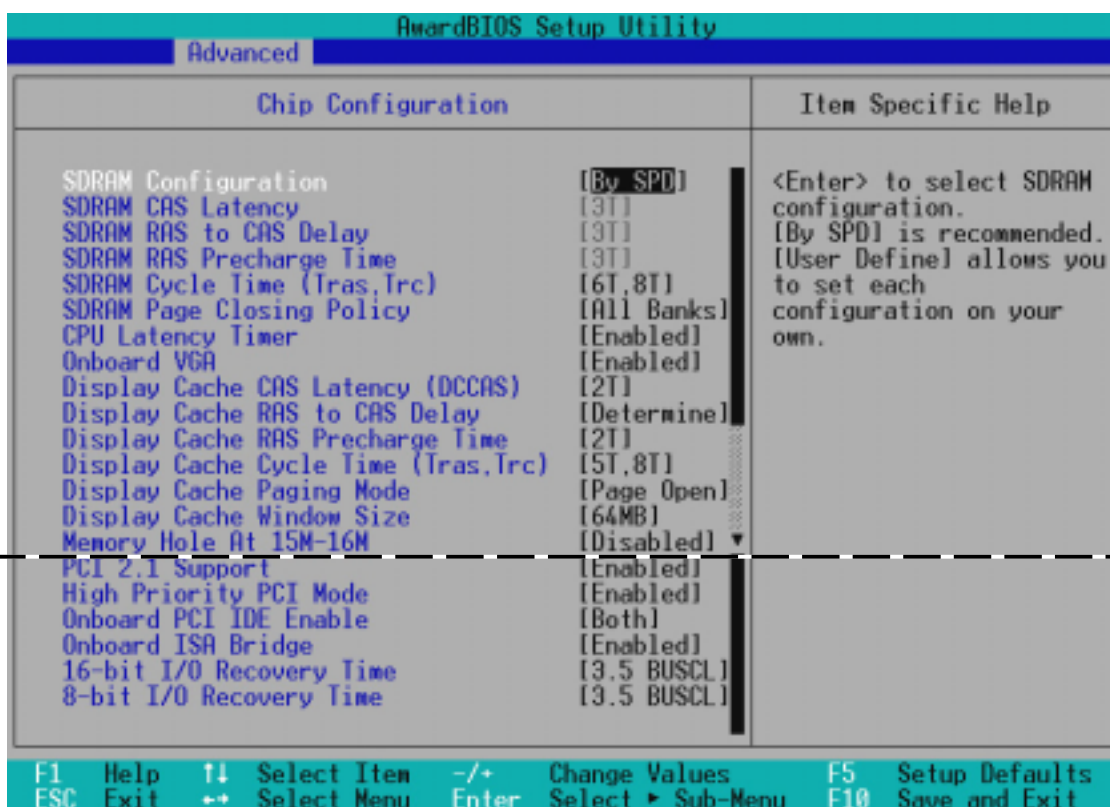 AwardBIOS Setup Utility
Advanced
Chip Configuration
Item Specific Help
SDRAM Configuration [By SPD]
SDRAM CAS Latency [3T]
SDRAM RAS to CAS Delay [3T]
SDRAM RAS Precharge Time [3T]
SDRAM Cycle Time (Tras,Trc) [6T,8T]
SDRAM Page Closing Policy [All Banks]
CPU Latency Timer [Enabled]
Onboard VGA [Enabled]
Display Cache CAS Latency (DCCAS) [2T]
Display Cache RAS to CAS Delay [Determine]
Display Cache RAS Precharge Time [2T]
Display Cache Cycle Time (Tras,Trc) [5T,8T]
Display Cache Paging Mode [Page Open]
Display Cache Window Size [64MB]
Memory Hole At 15M-16M [Disabled]
PCI 2.1 Support [Enabled]
High Priority PCI Mode [Enabled]
Onboard PCI IDE Enable [Both]
Onboard ISA Bridge [Enabled]
16-bit I/O Recovery Time [3.5 BUSCL]
8-bit I/O Recovery Time [3.5 BUSCL]
<Enter> to select SDRAM
configuration.
[By SPD] is recommended.
[User Define] allows you
to set each
configuration on your
own.
F1 Help ↑↓ Select Item -/+ Change Values F5 Setup Defaults
ESC Exit ←→ Select Menu Enter Select ► Sub-Menu F10 Save and Exit